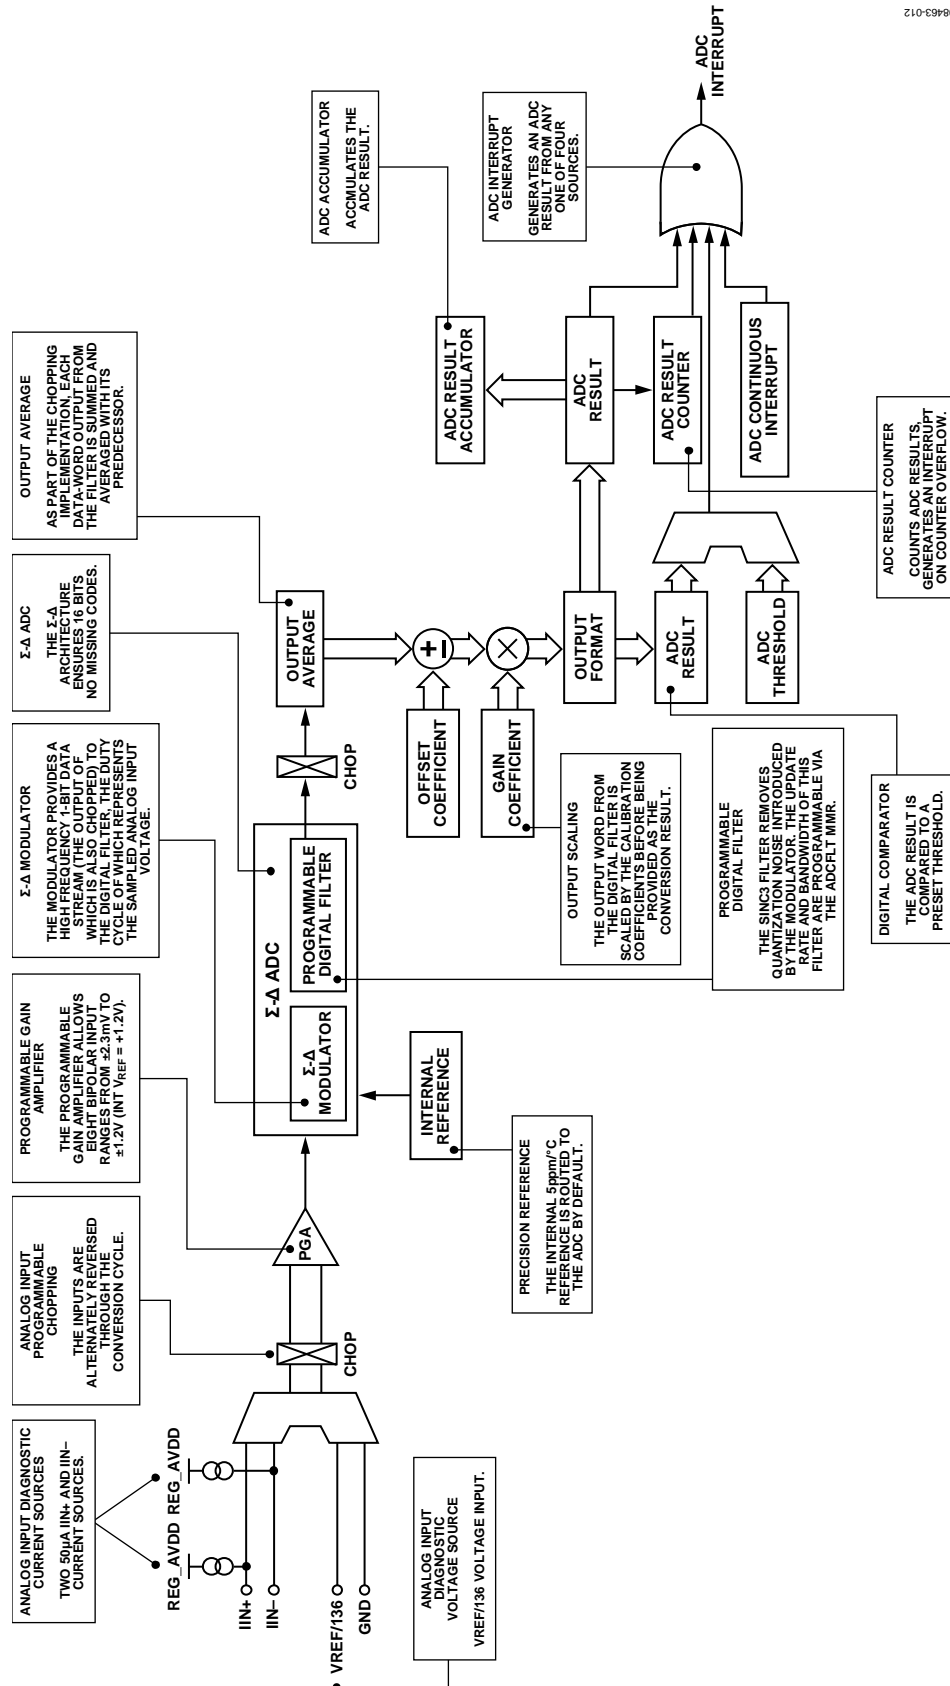 ANALOG INPUT DIAGNOSTIC
CURRENT SOURCES
TWO 50µA IIN+ AND IIN–
CURRENT SOURCES.
ANALOG INPUT
PROGRAMMABLE
CHOPPING
THE INPUTS ARE
ALTERNATELY REVERSED
THROUGH THE
CONVERSION CYCLE.
PROGRAMMABLE GAIN
AMPLIFIER
THE PROGRAMMABLE
GAIN AMPLIFIER ALLOWS
EIGHT BIPOLAR INPUT
RANGES FROM ±2.3mV TO
±1.2V (INT VREF = +1.2V).
Σ-Δ MODULATOR
THE MODULATOR PROVIDES A
HIGH FREQUENCY 1-BIT DATA
STREAM (THE OUTPUT OF
WHICH IS ALSO CHOPPED) TO
THE DIGITAL FILTER, THE DUTY
CYCLE OF WHICH REPRESENTS
THE SAMPLED ANALOG INPUT
VOLTAGE.
Σ-Δ ADC
THE Σ-Δ
ARCHITECTURE
ENSURES 16 BITS
NO MISSING CODES.
OUTPUT AVERAGE
AS PART OF THE CHOPPING
IMPLEMENTATION, EACH
DATA-WORD OUTPUT FROM
THE FILTER IS SUMMED AND
AVERAGED WITH ITS
PREDECESSOR.
REG_AVDD
REG_AVDD
IIN+
IIN–
VREF/136
GND
CHOP
PGA
Σ-Δ ADC
Σ-Δ
MODULATOR
PROGRAMMABLE
DIGITAL FILTER
CHOP
OUTPUT
AVERAGE
INTERNAL
REFERENCE
OFFSET
COEFFICIENT
GAIN
COEFFICIENT
OUTPUT
FORMAT
ADC RESULT
ACCUMULATOR
ADC
RESULT
ADC RESULT
COUNTER
ADC CONTINUOUS
INTERRUPT
ADC
RESULT
ADC
THRESHOLD
ADC
INTERRUPT
ADC ACCUMULATOR
ACCMULATES THE
ADC RESULT.
ADC INTERRUPT
GENERATOR
GENERATES AN ADC
RESULT FROM ANY
ONE OF FOUR
SOURCES.
ANALOG INPUT
DIAGNOSTIC
VOLTAGE SOURCE
VREF/136 VOLTAGE INPUT.
PRECISION REFERENCE
THE INTERNAL 5ppm/°C
REFERENCE IS ROUTED TO
THE ADC BY DEFAULT.
OUTPUT SCALING
THE OUTPUT WORD FROM
THE DIGITAL FILTER IS
SCALED BY THE CALIBRATION
COEFFICIENTS BEFORE BEING
PROVIDED AS THE
CONVERSION RESULT.
PROGRAMMABLE
DIGITAL FILTER
THE SINC3 FILTER REMOVES
QUANTIZATION NOISE INTRODUCED
BY THE MODULATOR. THE UPDATE
RATE AND BANDWIDTH OF THIS
FILTER ARE PROGRAMMABLE VIA
THE ADCFLT MMR.
DIGITAL COMPARATOR
THE ADC RESULT IS
COMPARED TO A
PRESET THRESHOLD.
ADC RESULT COUNTER
COUNTS ADC RESULTS,
GENERATES AN INTERRUPT
ON COUNTER OVERFLOW.